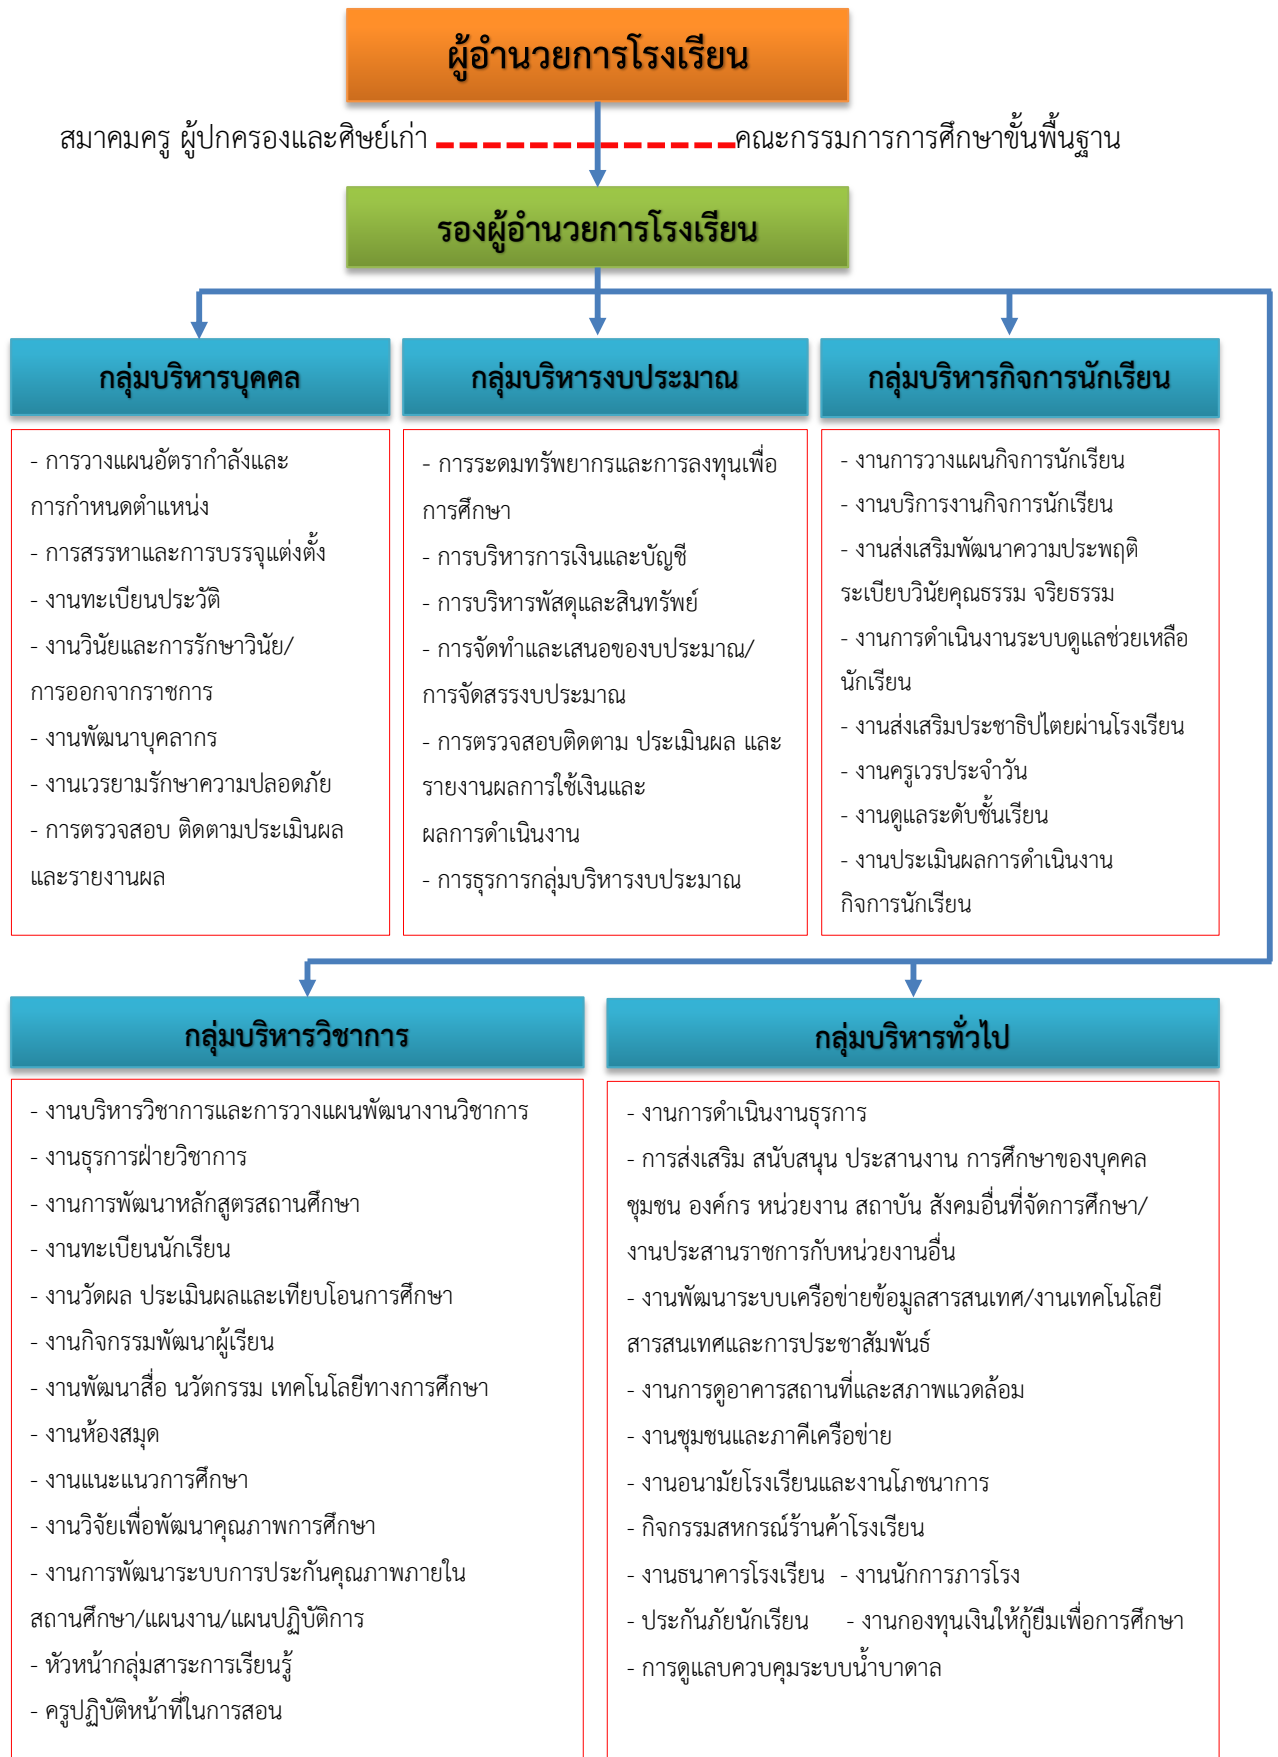 ผู้อำนวยการโรงเรียน
สมาคมครู ผู้ปกครองและศิษย์เก่า
คณะกรรมการการศึกษาขั้นพื้นฐาน
รองผู้อำนวยการโรงเรียน
กลุ่มบริหารบุคคล
- การวางแผนอัตรากำลังและ
การกำหนดตำแหน่ง
- การสรรหาและการบรรจุแต่งตั้ง
- งานทะเบียนประวัติ
- งานวินัยและการรักษาวินัย/
การออกจากราชการ
- งานพัฒนาบุคลากร
- งานเวรยามรักษาความปลอดภัย
- การตรวจสอบ ติดตามประเมินผล
และรายงานผล
กลุ่มบริหารงบประมาณ
- การระดมทรัพยากรและการลงทุนเพื่อ
การศึกษา
- การบริหารการเงินและบัญชี
- การบริหารพัสดุและสินทรัพย์
- การจัดทำและเสนอของบประมาณ/
การจัดสรรงบประมาณ
- การตรวจสอบติดตาม ประเมินผล และ
รายงานผลการใช้เงินและ
ผลการดำเนินงาน
- การธุรการกลุ่มบริหารงบประมาณ
กลุ่มบริหารกิจการนักเรียน
- งานการวางแผนกิจการนักเรียน
- งานบริการงานกิจการนักเรียน
- งานส่งเสริมพัฒนาความประพฤติ
ระเบียบวินัยคุณธรรม จริยธรรม
- งานการดำเนินงานระบบดูแลช่วยเหลือ
นักเรียน
- งานส่งเสริมประชาธิปไตยผ่านโรงเรียน
- งานครูเวรประจำวัน
- งานดูแลระดับชั้นเรียน
- งานประเมินผลการดำเนินงาน
กิจการนักเรียน
กลุ่มบริหารวิชาการ
- งานบริหารวิชาการและการวางแผนพัฒนางานวิชาการ
- งานธุรการฝ่ายวิชาการ
- งานการพัฒนาหลักสูตรสถานศึกษา
- งานทะเบียนนักเรียน
- งานวัดผล ประเมินผลและเทียบโอนการศึกษา
- งานกิจกรรมพัฒนาผู้เรียน
- งานพัฒนาสื่อ นวัตกรรม เทคโนโลยีทางการศึกษา
- งานห้องสมุด
- งานแนะแนวการศึกษา
- งานวิจัยเพื่อพัฒนาคุณภาพการศึกษา
- งานการพัฒนาระบบการประกันคุณภาพภายใน
สถานศึกษา/แผนงาน/แผนปฏิบัติการ
- หัวหน้ากลุ่มสาระการเรียนรู้
- ครูปฏิบัติหน้าที่ในการสอน
กลุ่มบริหารทั่วไป
- งานการดำเนินงานธุรการ
- การส่งเสริม สนับสนุน ประสานงาน การศึกษาของบุคคล
ชุมชน องค์กร หน่วยงาน สถาบัน สังคมอื่นที่จัดการศึกษา/
งานประสานราชการกับหน่วยงานอื่น
- งานพัฒนาระบบเครือข่ายข้อมูลสารสนเทศ/งานเทคโนโลยี
สารสนเทศและการประชาสัมพันธ์
- งานการดูอาคารสถานที่และสภาพแวดล้อม
- งานชุมชนและภาคีเครือข่าย
- งานอนามัยโรงเรียนและงานโภชนาการ
- กิจกรรมสหกรณ์ร้านค้าโรงเรียน
- งานธนาคารโรงเรียน - งานนักการภารโรง
- ประกันภัยนักเรียน - งานกองทุนเงินให้กู้ยืมเพื่อการศึกษา
- การดูแลบควบคุมระบบน้ำบาดาล